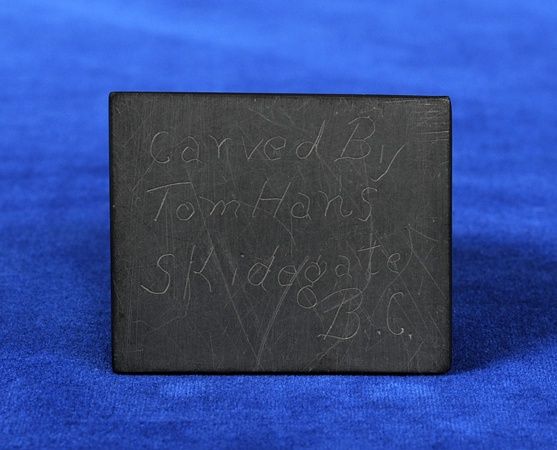 Carved By
Tom Hans
Skidegate
B.C.